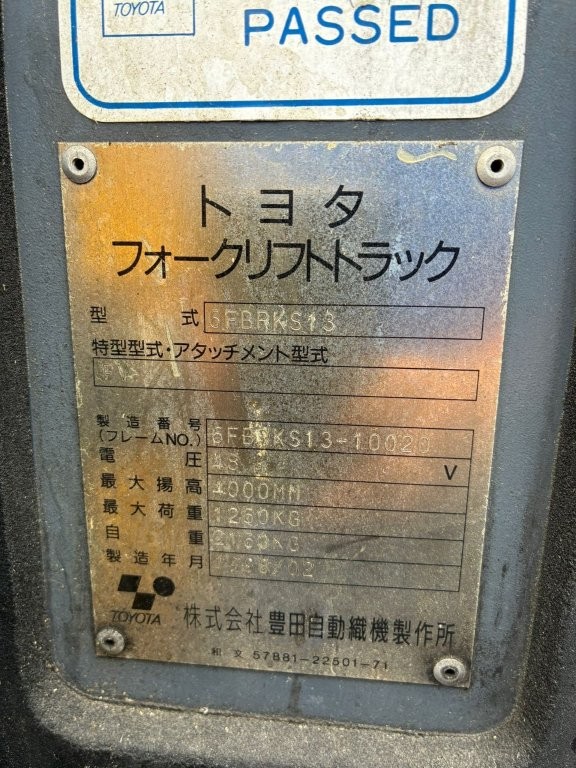 TOYOTA
PASSED
トヨタ
フォークリフトトラック
型 式 6FBRKS13
特型型式・アタッチメント型式
製造番号
(フレームNO.) 6FBRKS13-10020
電 圧 48 V
最大揚高 4000MM
最大荷重 1250KG
自 重
製造年月
TOYOTA 株式会社 豊田自動織機製作所
和 文 57881-22501-71